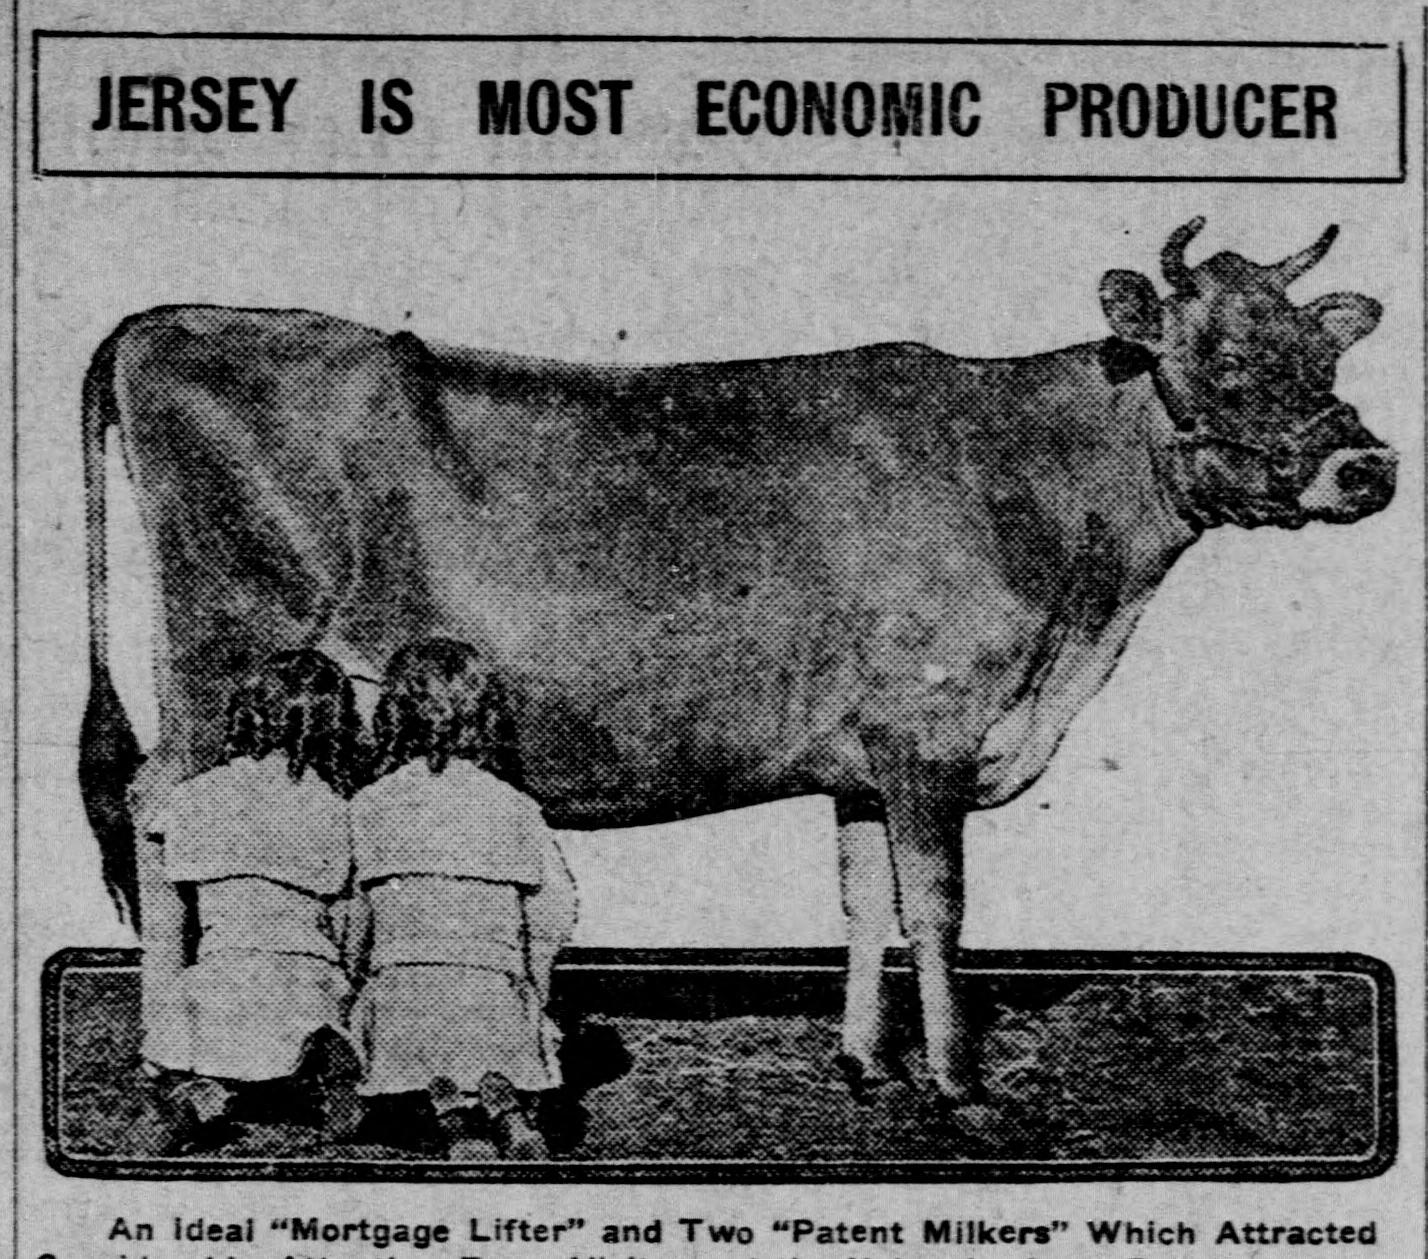 JERSEY IS MOST ECONOMIC PRODUCER
An Ideal "Mortgage Lifter" and Two "Patent Milkers" Which Attracted